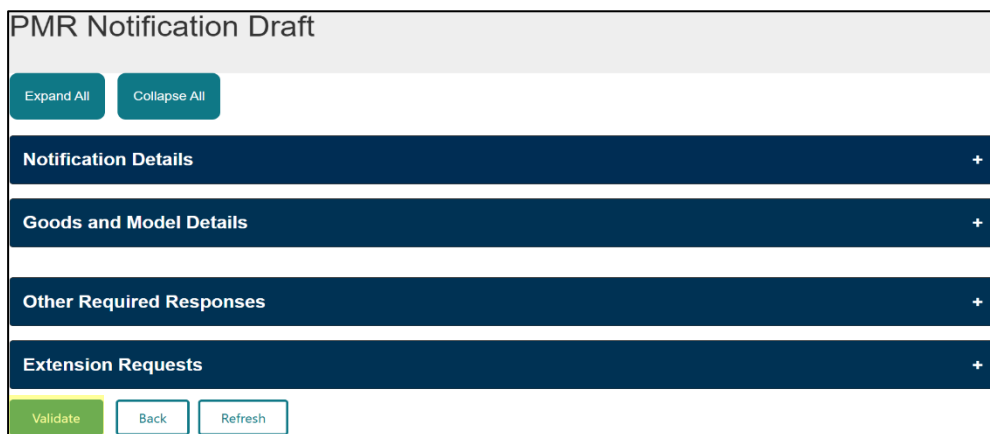 PMR Notification Draft
Expand All Collapse All
Notification Details +
Goods and Model Details +
Other Required Responses +
Extension Requests +
Validate Back Refresh